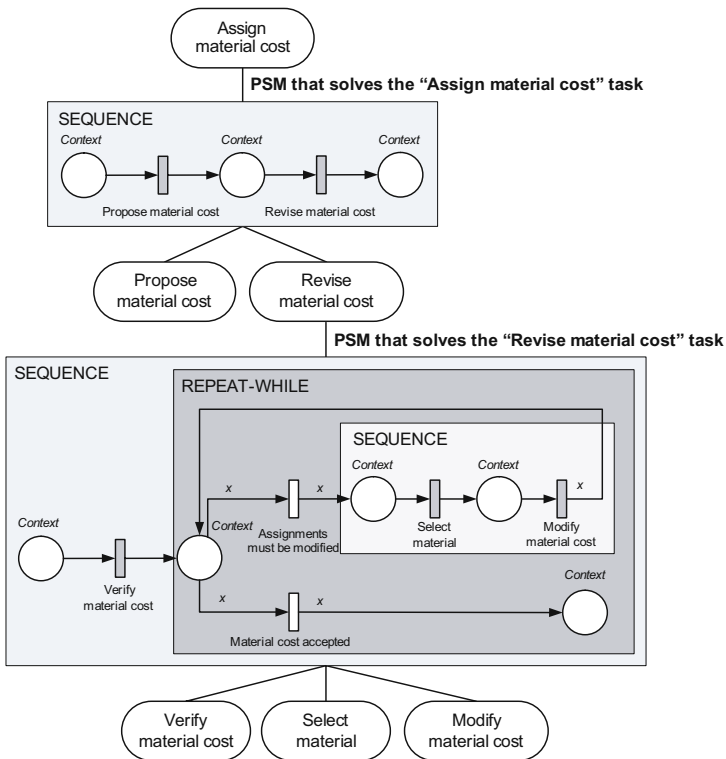 Assign
material cost
PSM that solves the “Assign material cost” task
SEQUENCE
Context
Context
Context
Propose material cost
Revise material cost
Propose
material cost
Revise
material cost
PSM that solves the “Revise material cost” task
SEQUENCE
REPEAT-WHILE
SEQUENCE
Context
Context
x
x
x
Context
Context
Assignments
must be modified
Select
material
Modify
material cost
Verify
material cost
Context
x
x
Material cost accepted
Verify
material cost
Select
material
Modify
material cost